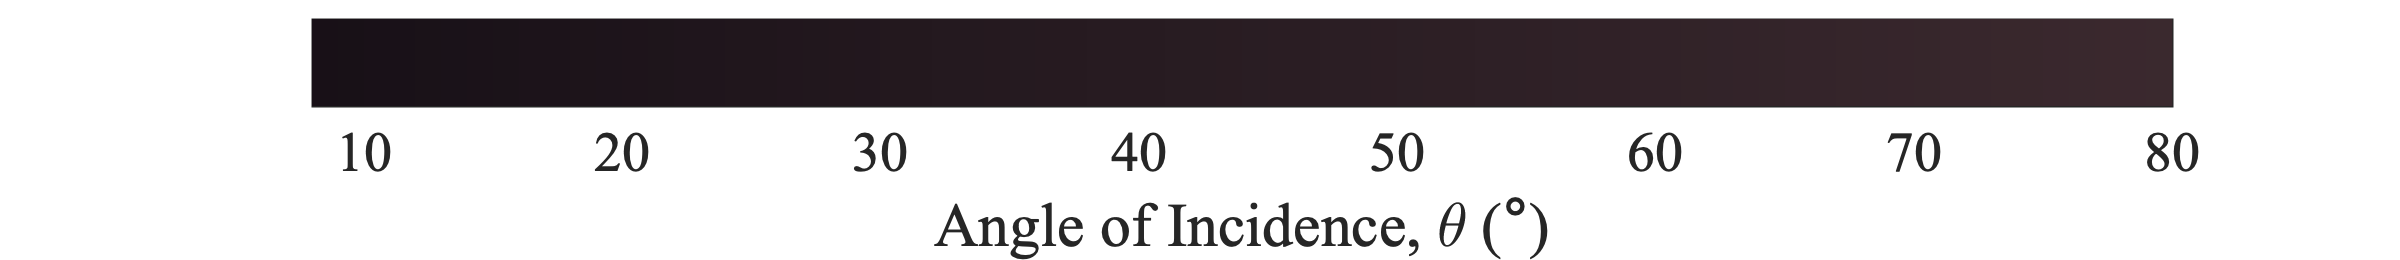 10 20 30 40 50 60 70 80
Angle of Incidence, θ (°)